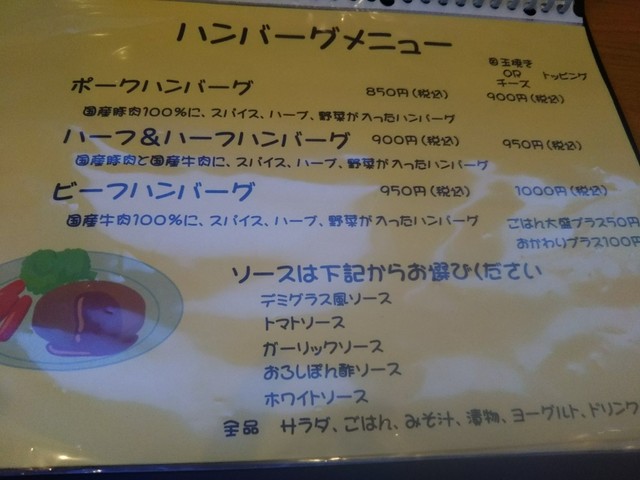 ハンバーグメニュー
目玉焼き
OR トッピング
チーズ
ポークハンバーグ 850円(税込) 900円(税込)
国産豚肉100%に、スパイス、ハーブ、野菜が入ったハンバーグ
ハーフ&ハーフハンバーグ 900円(税込) 950円(税込)
国産豚肉と国産牛肉に、スパイス、ハーブ、野菜が入ったハンバーグ
ビーフハンバーグ 950円(税込) 1000円(税込)
国産牛肉100%に、スパイス、ハーブ、野菜が入ったハンバーグ
ごはん大盛プラス50円
おかわりプラス100円
ソースは下記からお選びください
デミグラス風ソース
トマトソース
ガーリックソース
おろしぽん酢ソース
ホワイトソース
全品 サラダ、ごはん、みそ汁、漬物、ヨーグルト、ドリンク